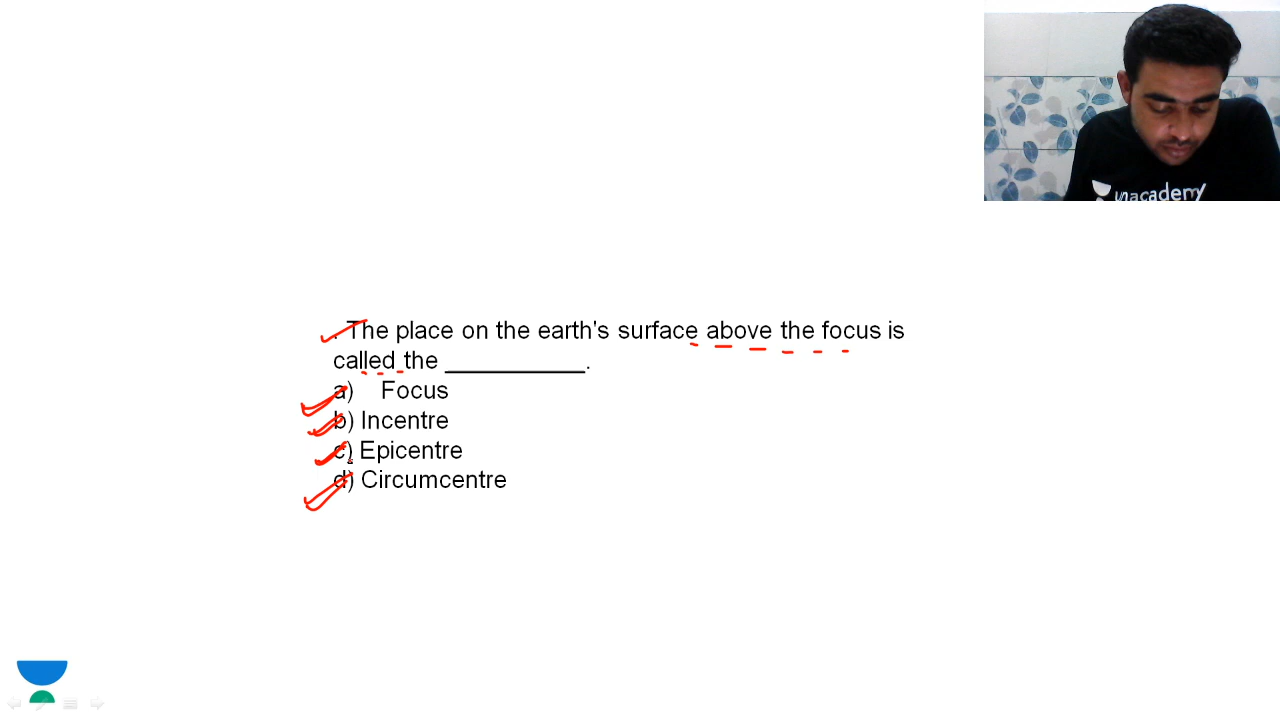 unacademy
. The place on the earth's surface above the focus is
called the ___________.
a) Focus
b) Incentre
c) Epicentre
d) Circumcentre